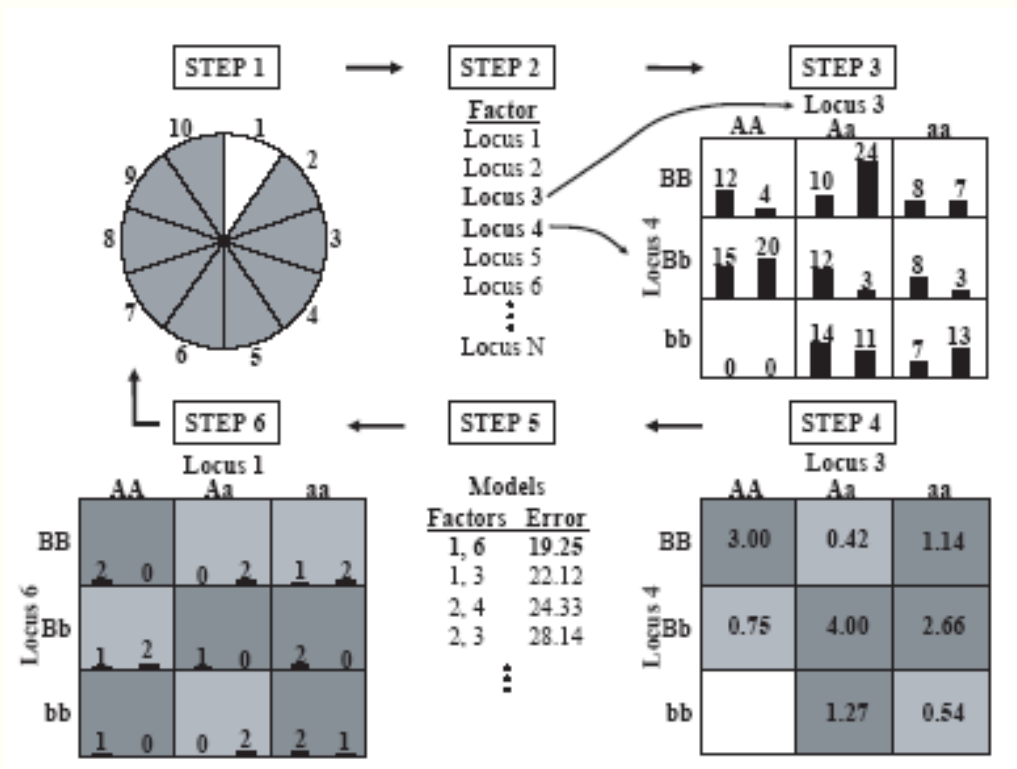 STEP 1
STEP 2
STEP 3
10
1
9
2
8
3
7
4
6
5
Factor
Locus 1
Locus 2
Locus 3
Locus 4
Locus 5
Locus 6
Locus N
Locus 3
AA Aa aa
Locus 4
BB 12 4 10 24 8 7
Bb 15 20 12 3 8 3
bb 0 0 14 11 7 13
STEP 6
STEP 5
STEP 4
Locus 1
AA Aa aa
Locus 6
BB 2 0 0 2 1 2
Bb 1 2 1 0 2 0
bb 1 0 0 2 2 1
Models
Factors Error
1, 6 19.25
1, 3 22.12
2, 4 24.33
2, 3 28.14
Locus 3
AA Aa aa
Locus 4
BB 3.00 0.42 1.14
Bb 0.75 4.00 2.66
bb 1.27 0.54